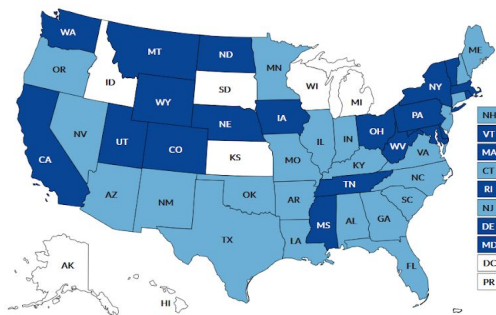 WA
MT
ND
MN
ME
OR
ID
SD
WI
MI
NY
WY
NE
IA
PA
NV
UT
CO
IL
IN
OH
WV
VA
CA
KS
MO
KY
NC
TN
AZ
NM
OK
AR
SC
MS
AL
GA
TX
LA
FL
AK
HI
NH
VT
MA
CT
RI
NJ
DE
MD
DC
PR